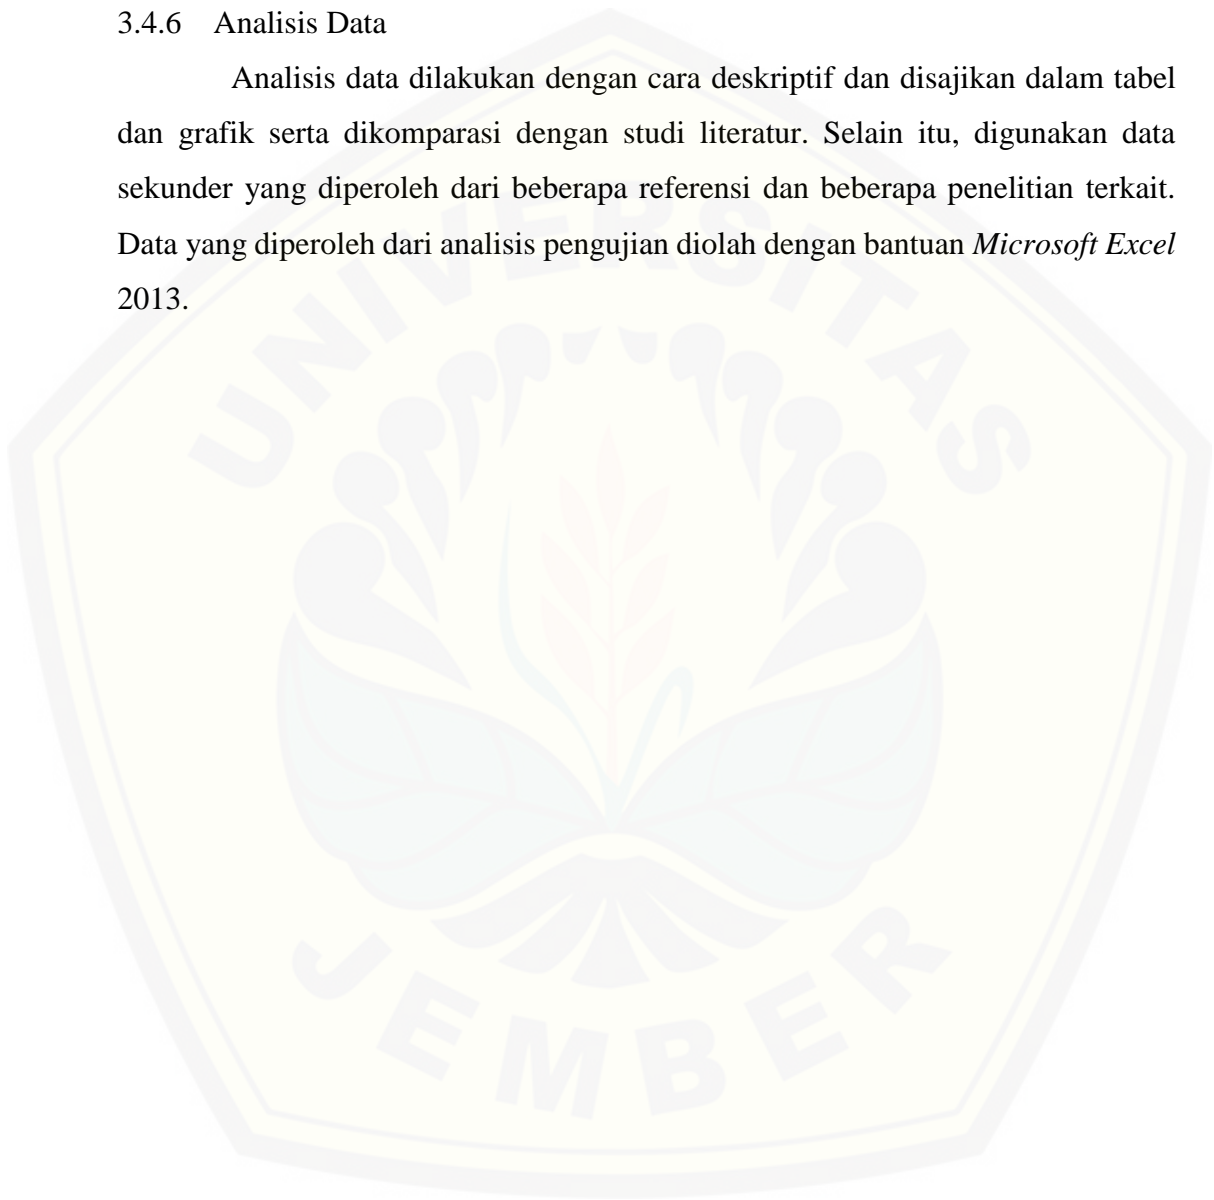 3.4.6 Analisis Data
Analisis data dilakukan dengan cara deskriptif dan disajikan dalam tabel
dan grafik serta dikomparasi dengan studi literatur. Selain itu, digunakan data
sekunder yang diperoleh dari beberapa referensi dan beberapa penelitian terkait.
Data yang diperoleh dari analisis pengujian diolah dengan bantuan Microsoft Excel
2013.
UNIVERSITAS
JEMBER